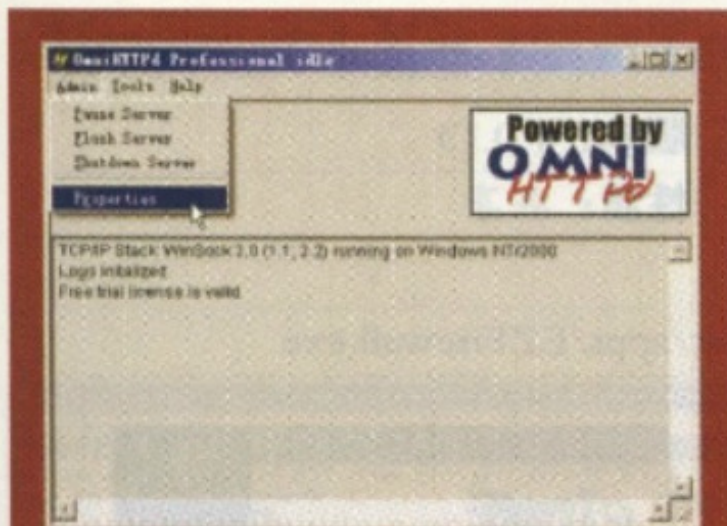 OmniHTTPd Professional idle
Admin Tools Help
Pause Server
Flush Server
Shutdown Server
Properties
Powered by
OMNI
HTTPd
TCP/IP Stack: WinSock 2.0 (1.1, 2.2) running on Windows NT/2000
Logs initialized
Free trial license is valid